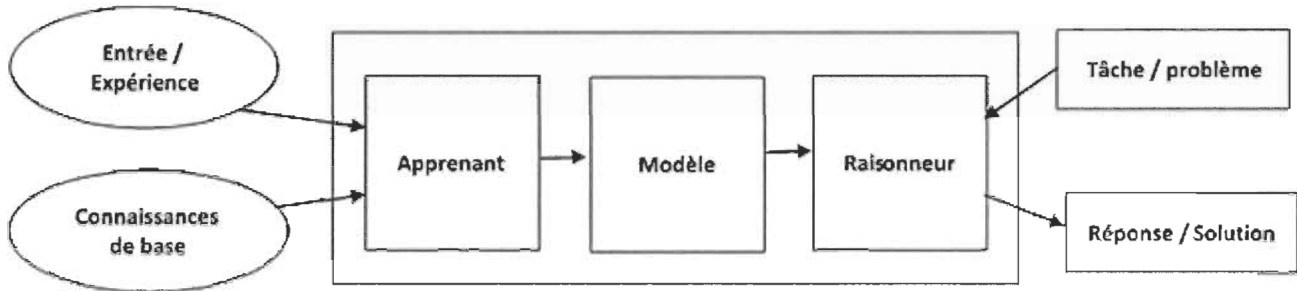 Entrée /
Expérience
Connaissances
de base
Apprenant
Modèle
Raisonneur
Tâche / problème
Réponse / Solution